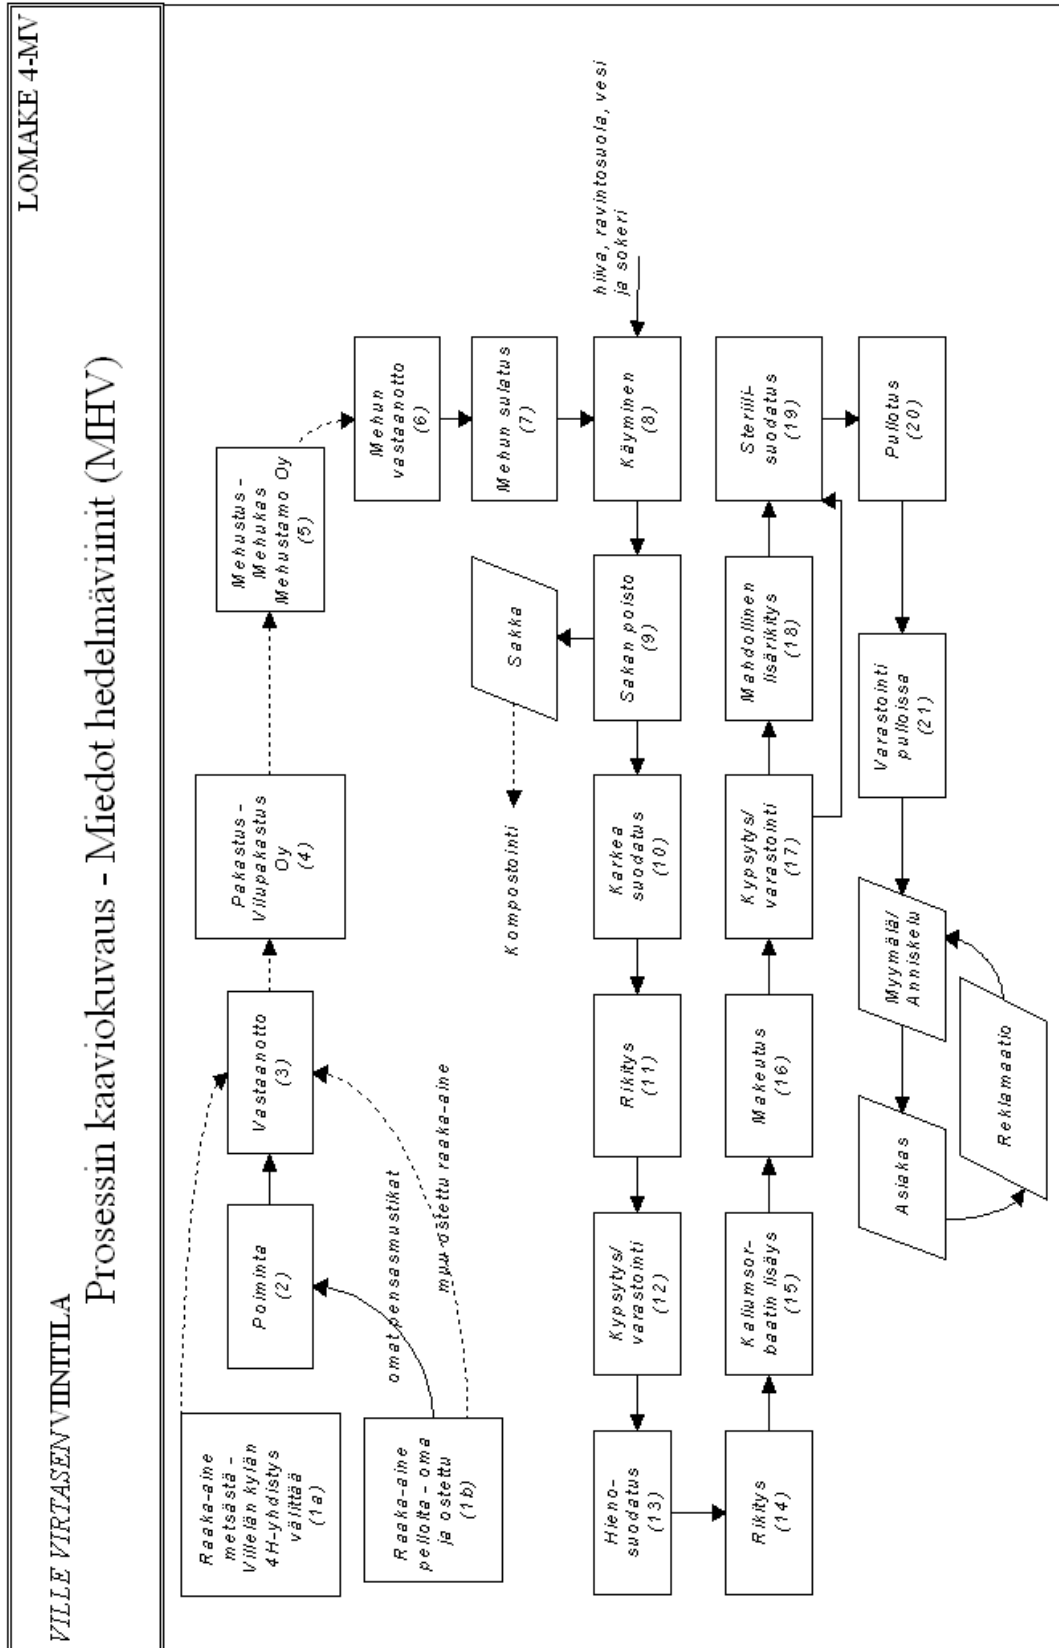 LOMAKE 4-MV
VILLE VIRTASEN VIINITILA
Prosessin kaaviokuvaus - Miedot hedelmäviinit (MHV)
Raaka-aine
metsästä -
Villelän kylän
4H-yhdistys
välittää
(1a)
Raaka-aine
pellolta - oma
ja ostettu
(1b)
omat pensasmustikat
muu ostettu raaka-aine
Poiminta
(2)
Vastaanotto
(3)
Pakastus -
Vilupakastus
Oy
(4)
Mehustus -
Mehukas
Mehustamo Oy
(5)
Mehun
vastaanotto
(6)
Mehun sulatus
(7)
hiiva, ravintosuola, vesi
ja sokeri
Käyminen
(8)
Sakan poisto
(9)
Sakka
Kompostointi
Karkea
suodatus
(10)
Rikitys
(11)
Kypsytys/
varastointi
(12)
Hieno-
suodatus
(13)
Rikitys
(14)
Kaliumsor-
baatin lisäys
(15)
Makeutus
(16)
Kypsytys/
varastointi
(17)
Mahdollinen
lisärikitys
(18)
Steriili-
suodatus
(19)
Pullotus
(20)
Varastointi
pulloissa
(21)
Myymälä/
Anniskelu
Asiakas
Reklamaatio